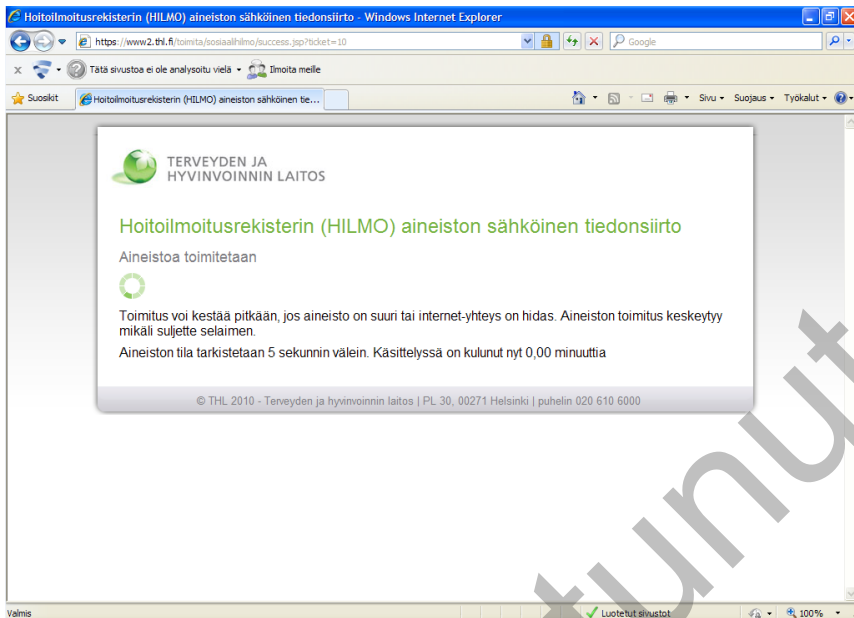 Hoitoilmoitusrekisterin (HILMO) aineiston sähköinen tiedonsiirto - Windows Internet Explorer
https://www2.thl.fi/toimita/sosiaalihilmo/success.jsp?ticket=10
Google
x
Tätä sivustoa ei ole analysoitu vielä
Ilmoita meille
Suosikit
Hoitoilmoitusrekisterin (HILMO) aineiston sähköinen tie...
Sivu
Suojaus
Työkalut
TERVEYDEN JA
HYVINVOINNIN LAITOS
Hoitoilmoitusrekisterin (HILMO) aineiston sähköinen tiedonsiirto
Aineistoa toimitetaan
Toimitus voi kestää pitkään, jos aineisto on suuri tai internet-yhteys on hidas. Aineiston toimitus keskeytyy
mikäli suljette selaimen.
Aineiston tila tarkistetaan 5 sekunnin välein. Käsittelyssä on kulunut nyt 0,00 minuuttia
© THL 2010 - Terveyden ja hyvinvoinnin laitos | PL 30, 00271 Helsinki | puhelin 020 610 6000
tunut
Valmis
Luotetut sivustot
100%